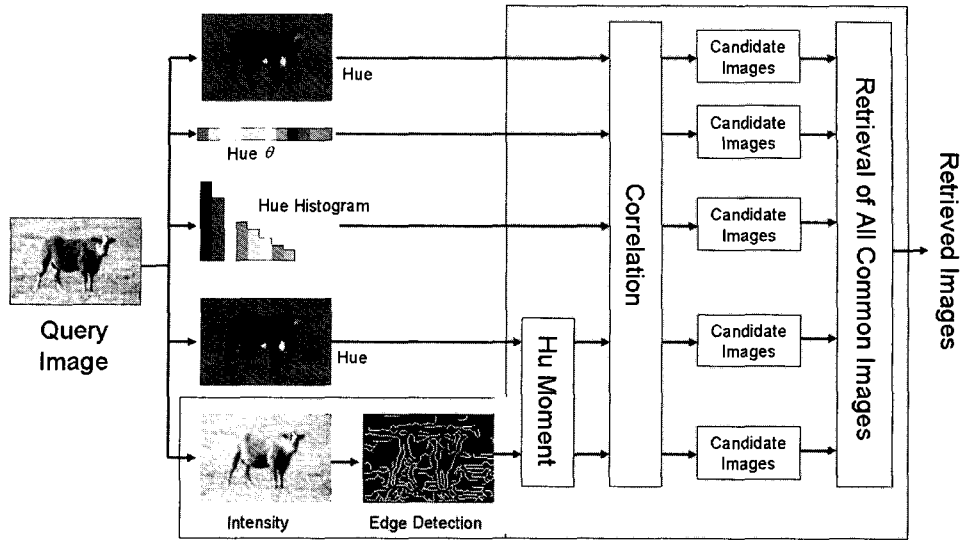 Hue
Candidate
Images
Hue θ
Candidate
Images
Hue Histogram
Candidate
Images
Query
Image
Hue
Hu Moment
Correlation
Candidate
Images
Retrieval of All Common Images
Retrieved Images
Intensity
Edge Detection
Candidate
Images